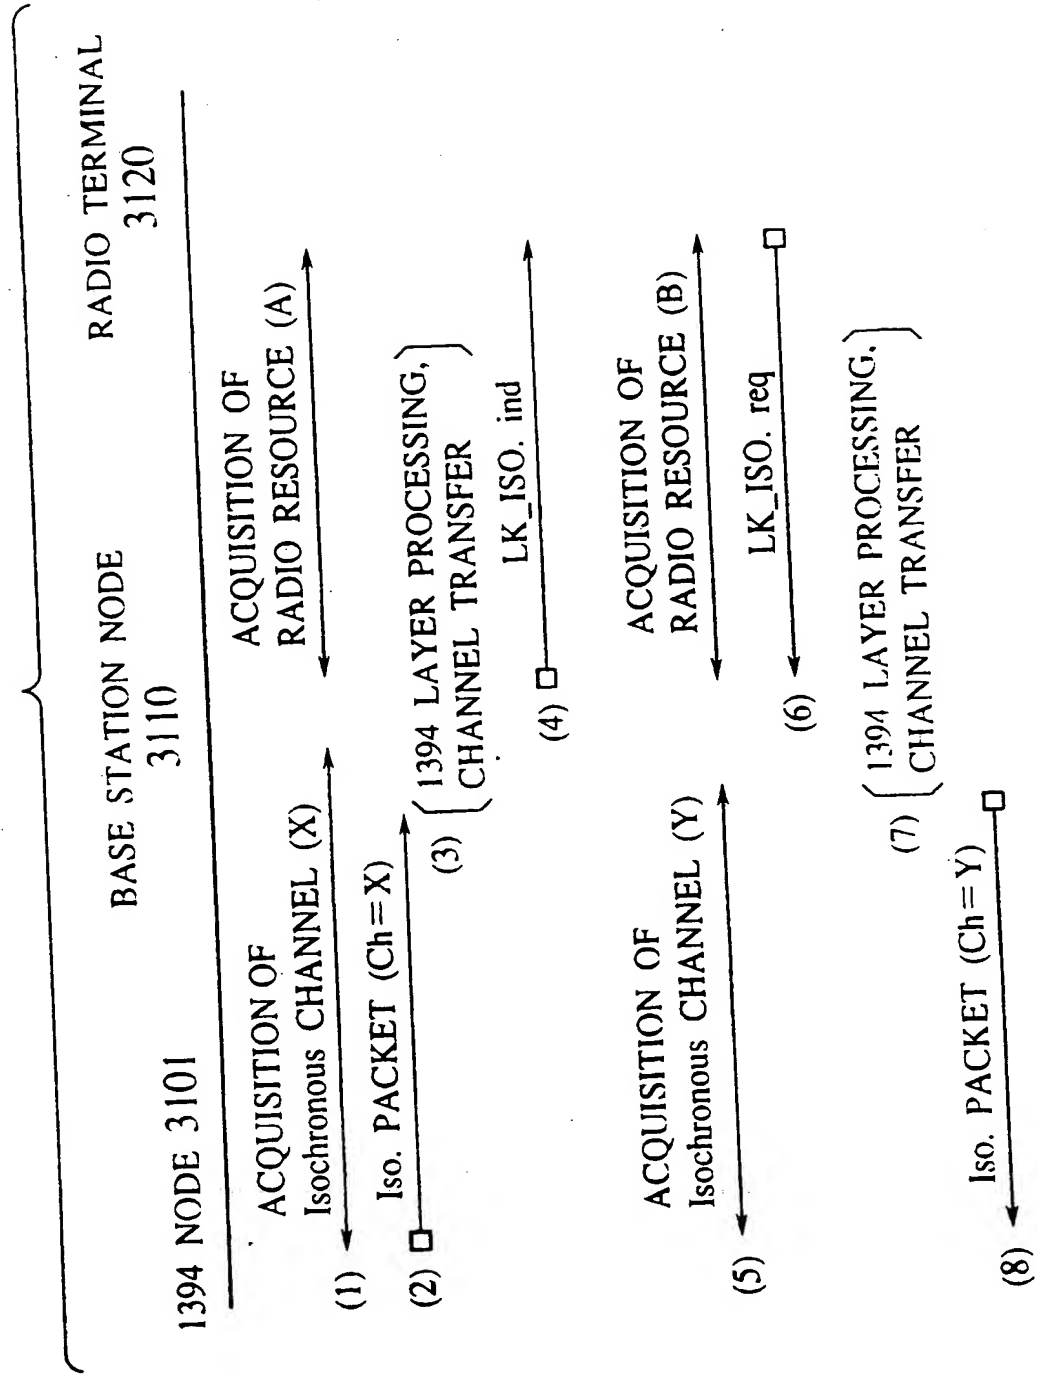 1394 NODE 3101
BASE STATION NODE
3110
RADIO TERMINAL
3120
(1)
ACQUISITION OF
Isochronous CHANNEL (X)
ACQUISITION OF
RADIO RESOURCE (A)
(2)
Iso. PACKET (Ch=X)
(3)
1394 LAYER PROCESSING,
CHANNEL TRANSFER
(4)
LK_ISO. ind
(5)
ACQUISITION OF
Isochronous CHANNEL (Y)
ACQUISITION OF
RADIO RESOURCE (B)
(6)
LK_ISO. req
(7)
1394 LAYER PROCESSING,
CHANNEL TRANSFER
(8)
Iso. PACKET (Ch=Y)